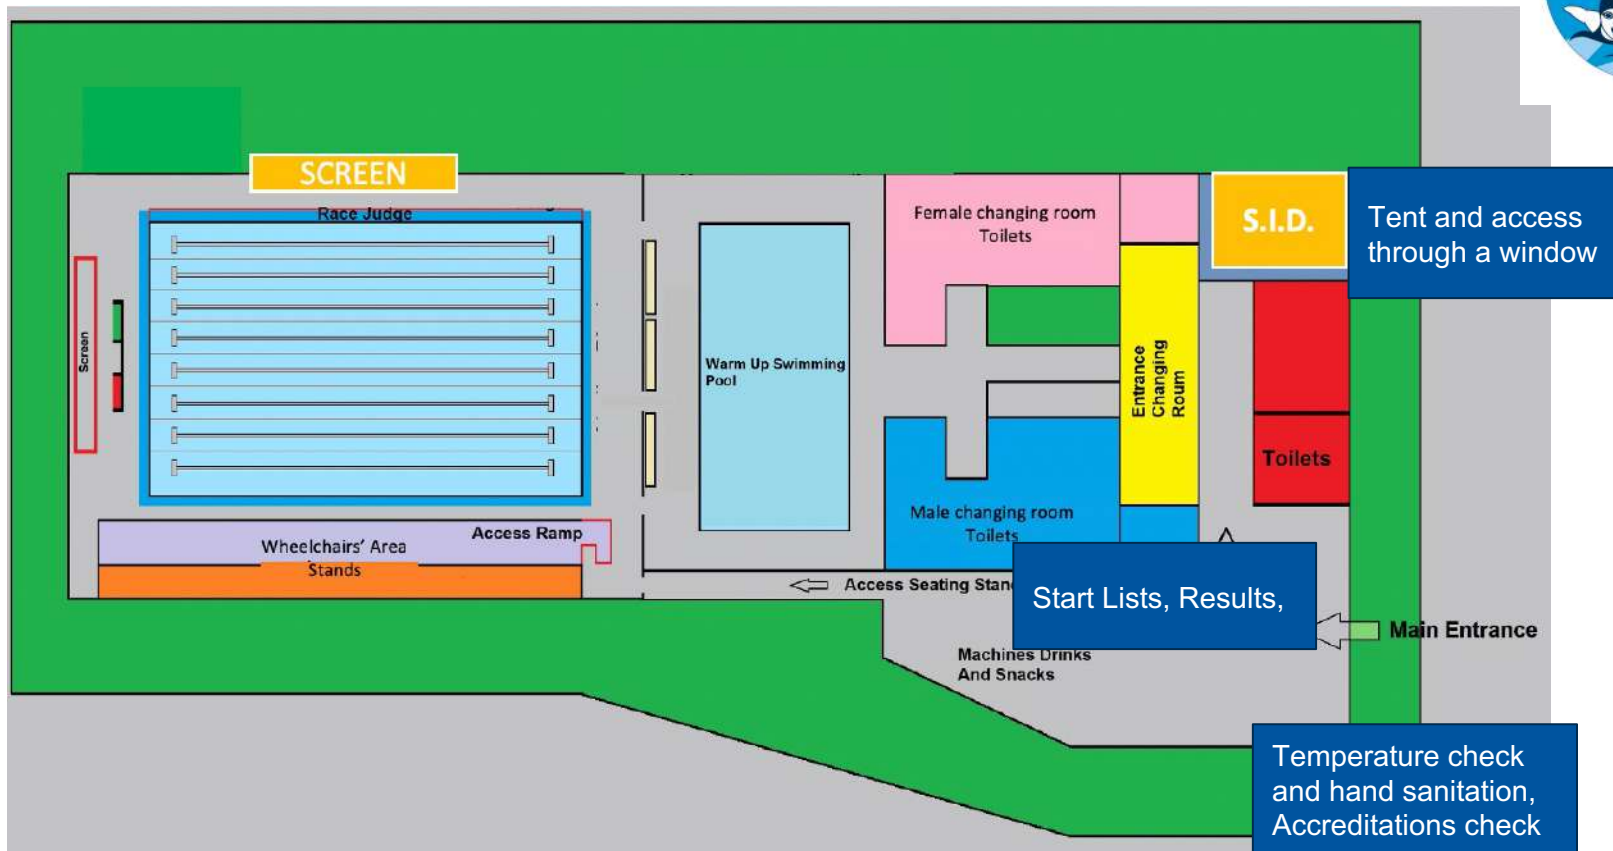 SCREEN
Race Judge
Screen
Warm Up Swimming
Pool
Female changing room
Toilets
Entrance
Changing
Roum
S.I.D.
Tent and access
through a window
Toilets
Male changing room
Toilets
Wheelchairs' Area
Access Ramp
Stands
Access Seating Stan
Start Lists, Results,
Main Entrance
Machines Drinks
And Snacks
Temperature check
and hand sanitation,
Accreditations check